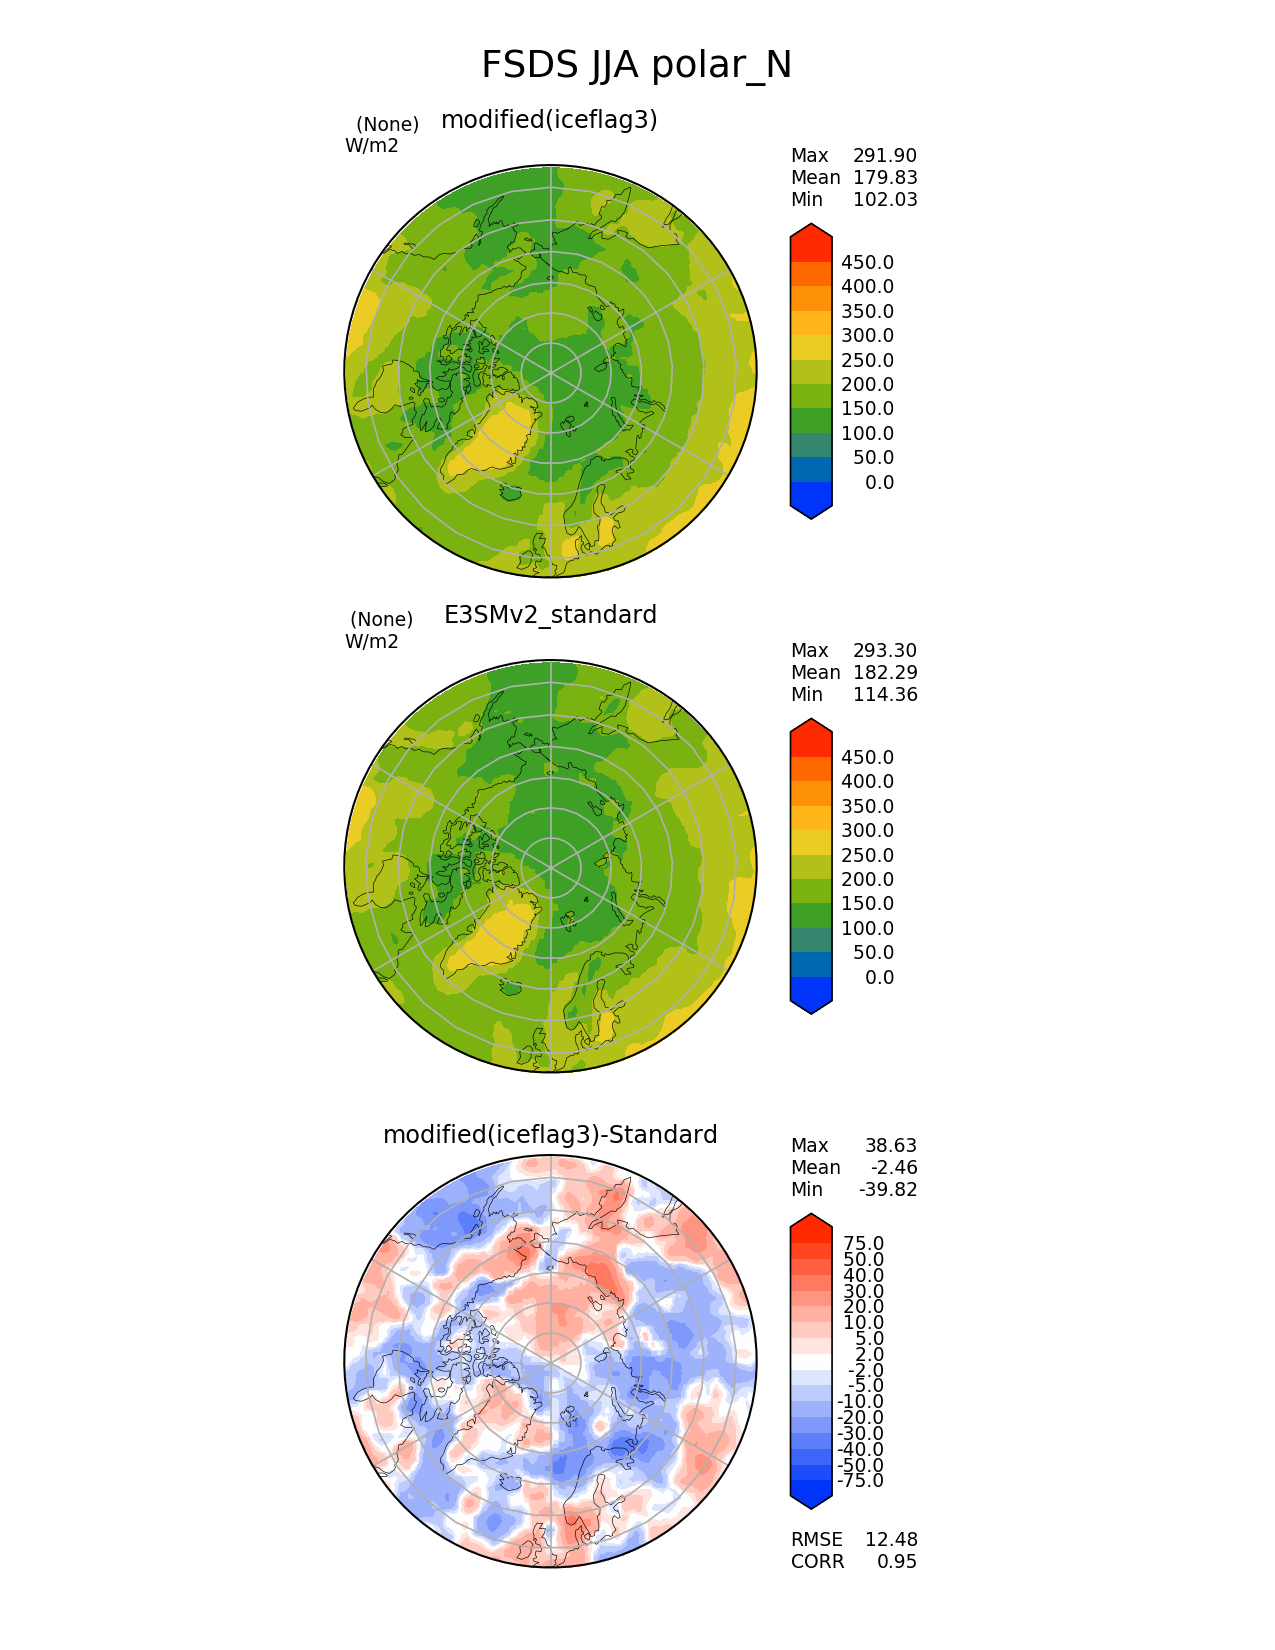 FSDS JJA polar_N
(None) modified(iceflag3)
W/m2
Max 291.90
Mean 179.83
Min 102.03
450.0
400.0
350.0
300.0
250.0
200.0
150.0
100.0
50.0
0.0
(None) E3SMv2_standard
W/m2
Max 293.30
Mean 182.29
Min 114.36
450.0
400.0
350.0
300.0
250.0
200.0
150.0
100.0
50.0
0.0
modified(iceflag3)-Standard
Max 38.63
Mean -2.46
Min -39.82
75.0
50.0
40.0
30.0
20.0
10.0
5.0
2.0
-2.0
-5.0
-10.0
-20.0
-30.0
-40.0
-50.0
-75.0
RMSE 12.48
CORR 0.95